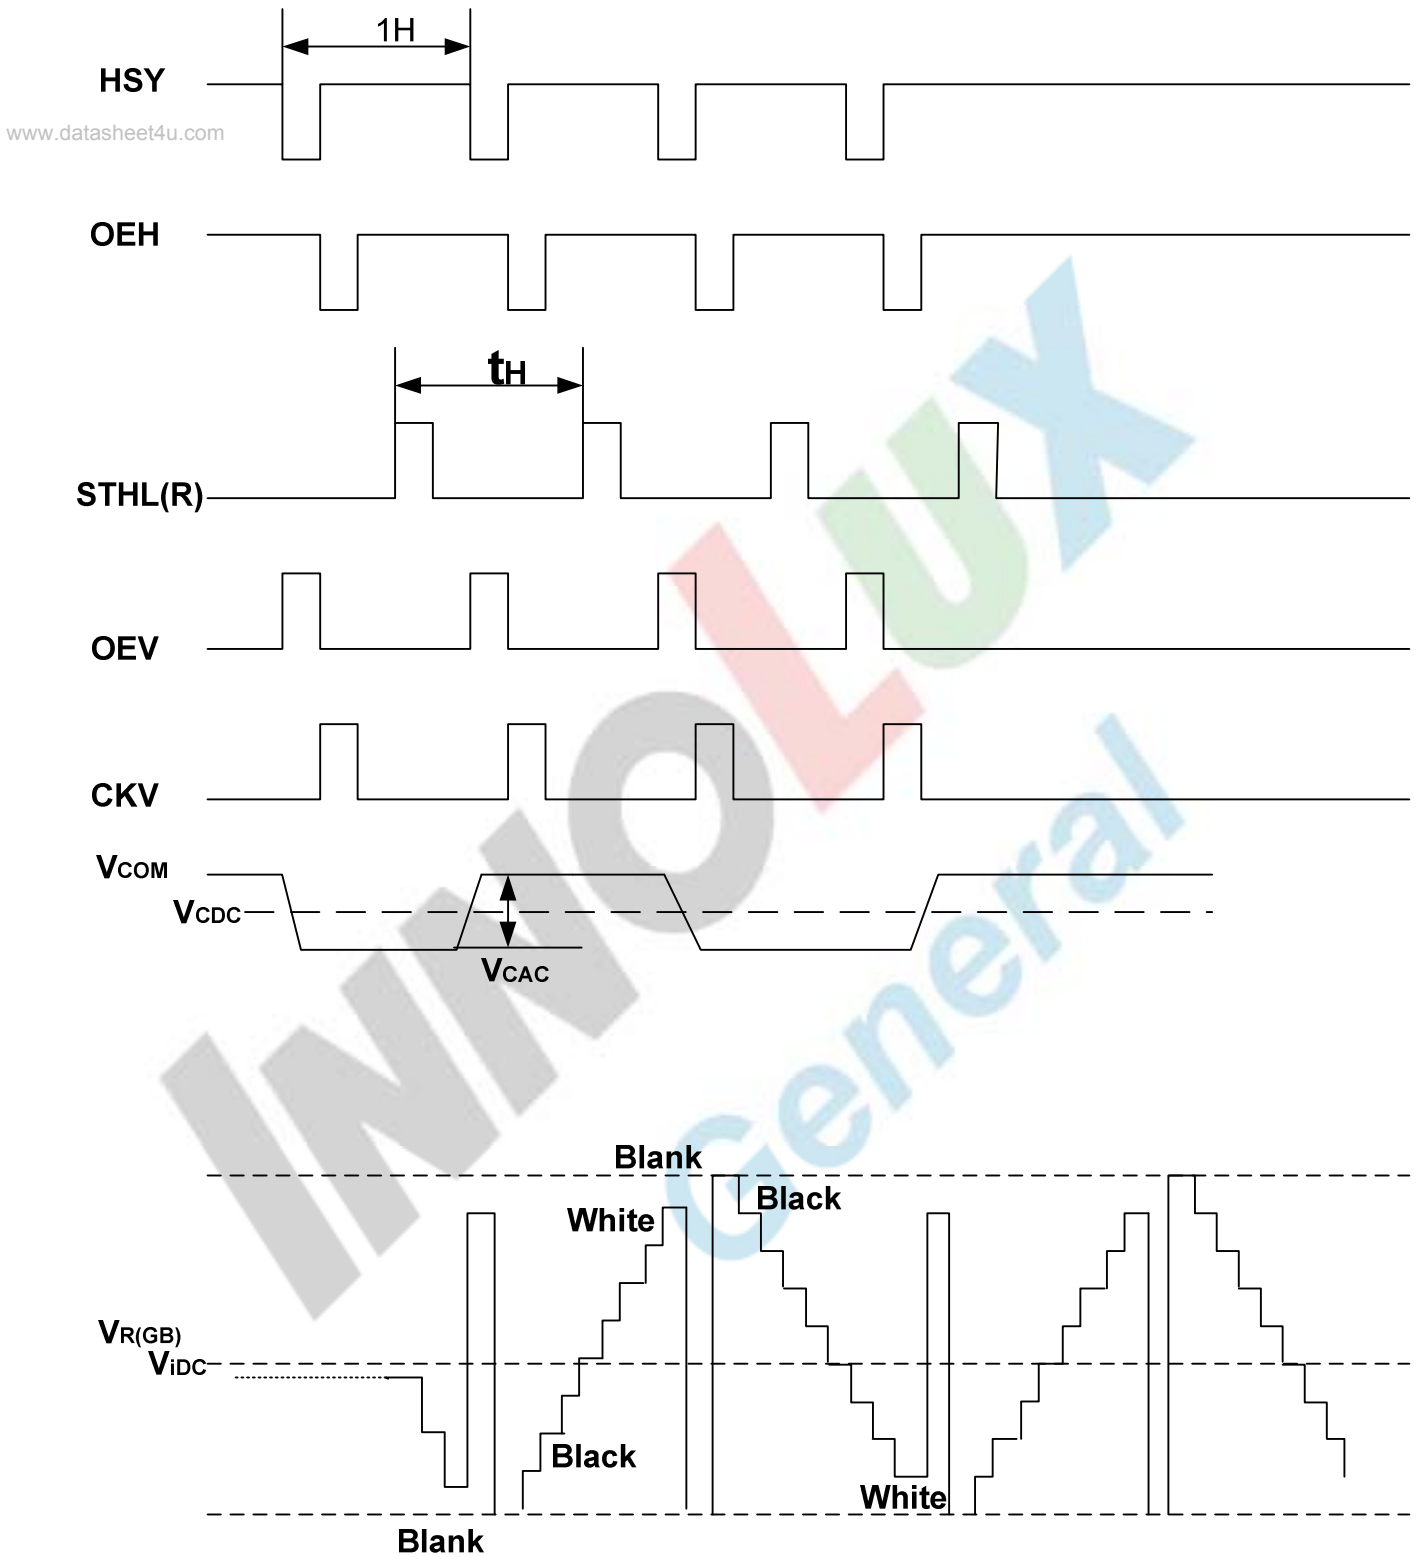 1H
HSY
www.datasheet4u.com
OEH
tH
STHL(R)
OEV
CKV
VCOM
VCDC
VCAC
INNOLUX
General
Blank
Black
White
VR(GB)
ViDC
Black
White
Blank